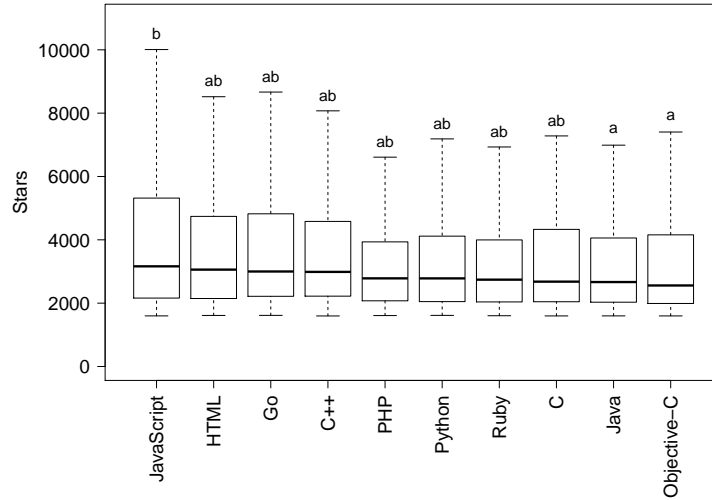 Stars
10000
8000
6000
4000
2000
0
b
ab
ab
ab
ab
ab
ab
ab
a
a
JavaScript
HTML
Go
C++
PHP
Python
Ruby
C
Java
Objective−C